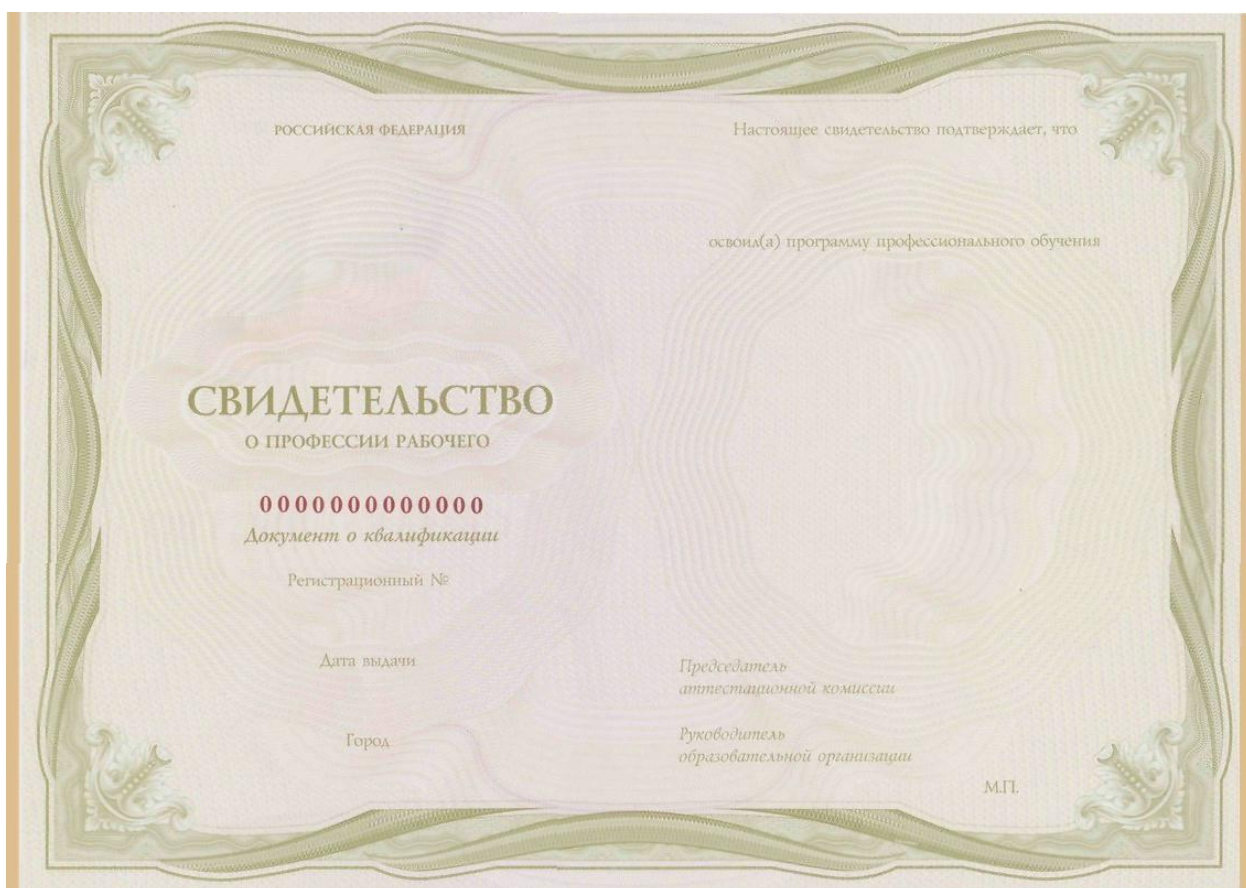 РОССИЙСКАЯ ФЕДЕРАЦИЯ
СВИДЕТЕЛЬСТВО
О ПРОФЕССИИ РАБОЧЕГО
0000000000000
Документ о квалификации
Регистрационный №
Дата выдачи
Город
Настоящее свидетельство подтверждает, что
освоил(а) программу профессионального обучения
Председатель
аттестационной комиссии
Руководитель
образовательной организации
М.П.